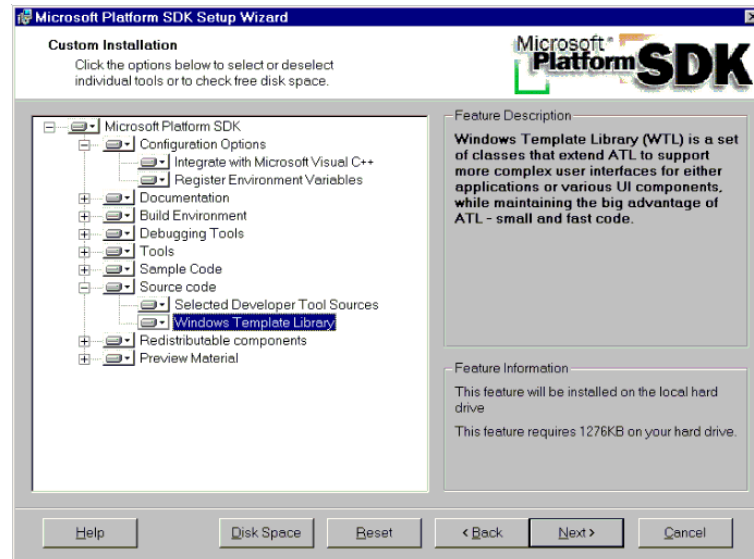 Microsoft Platform SDK Setup Wizard
Custom Installation
Click the options below to select or deselect
individual tools or to check free disk space.
Microsoft
Platform SDK
Microsoft Platform SDK
Configuration Options
Integrate with Microsoft Visual C++
Register Environment Variables
Documentation
Build Environment
Debugging Tools
Tools
Sample Code
Source code
Selected Developer Tool Sources
Windows Template Library
Redistributable components
Preview Material
Feature Description
Windows Template Library (WTL) is a set
of classes that extend ATL to support
more complex user interfaces for either
applications or various UI components,
while maintaining the big advantage of
ATL - small and fast code.
Feature Information
This feature will be installed on the local hard
drive
This feature requires 1276KB on your hard drive.
Help
Disk Space
Reset
< Back
Next >
Cancel